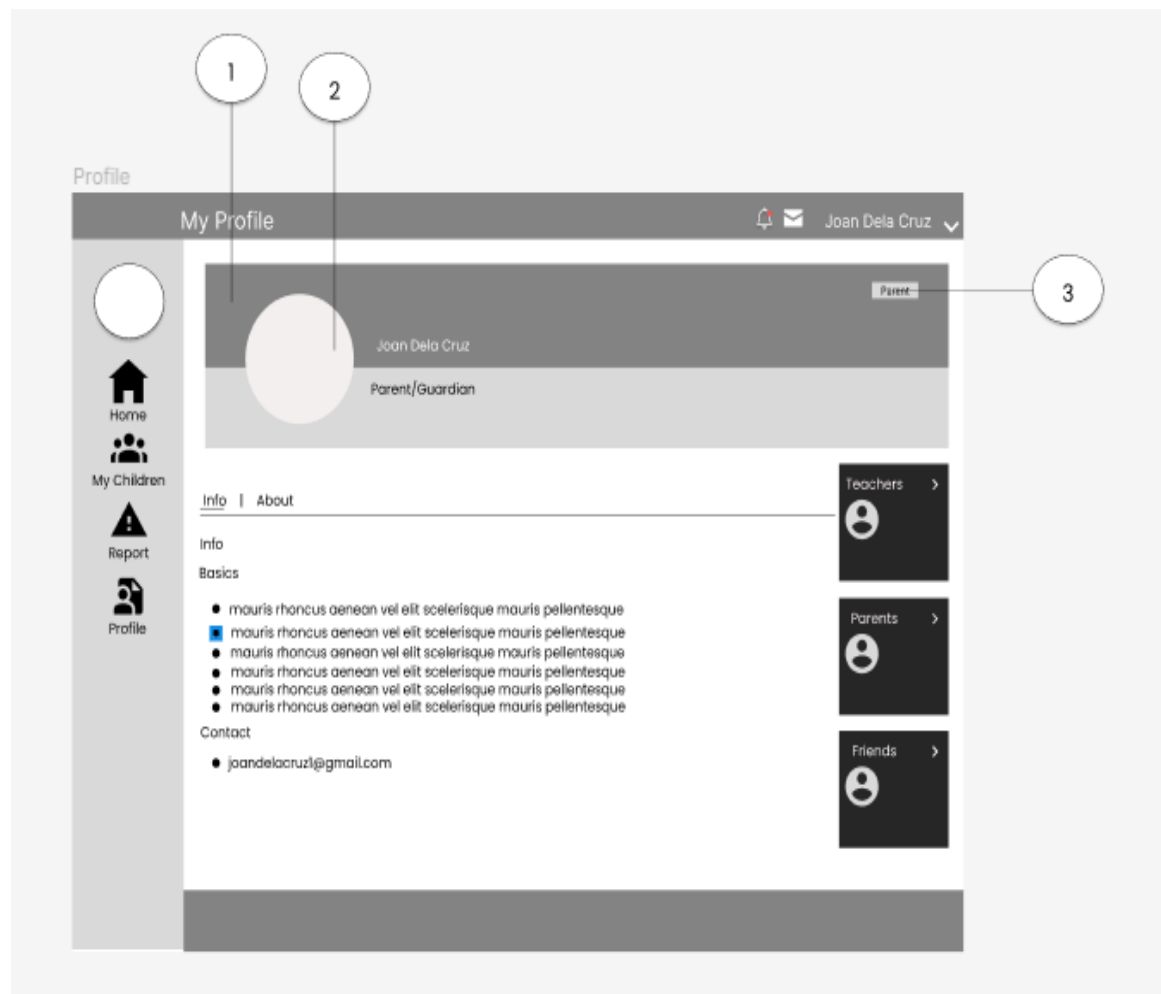 1
2
Profile
My Profile
Joan Dela Cruz
3
Parent
Joan Dela Cruz
Parent/Guardian
Home
My Children
Report
Profile
Info | About
Info
Basics
mauris rhoncus aenean vel elit scelerisque mauris pellentesque
mauris rhoncus aenean vel elit scelerisque mauris pellentesque
mauris rhoncus aenean vel elit scelerisque mauris pellentesque
mauris rhoncus aenean vel elit scelerisque mauris pellentesque
mauris rhoncus aenean vel elit scelerisque mauris pellentesque
mauris rhoncus aenean vel elit scelerisque mauris pellentesque
Contact
joandelacruz1@gmail.com
Teachers >
Parents >
Friends >